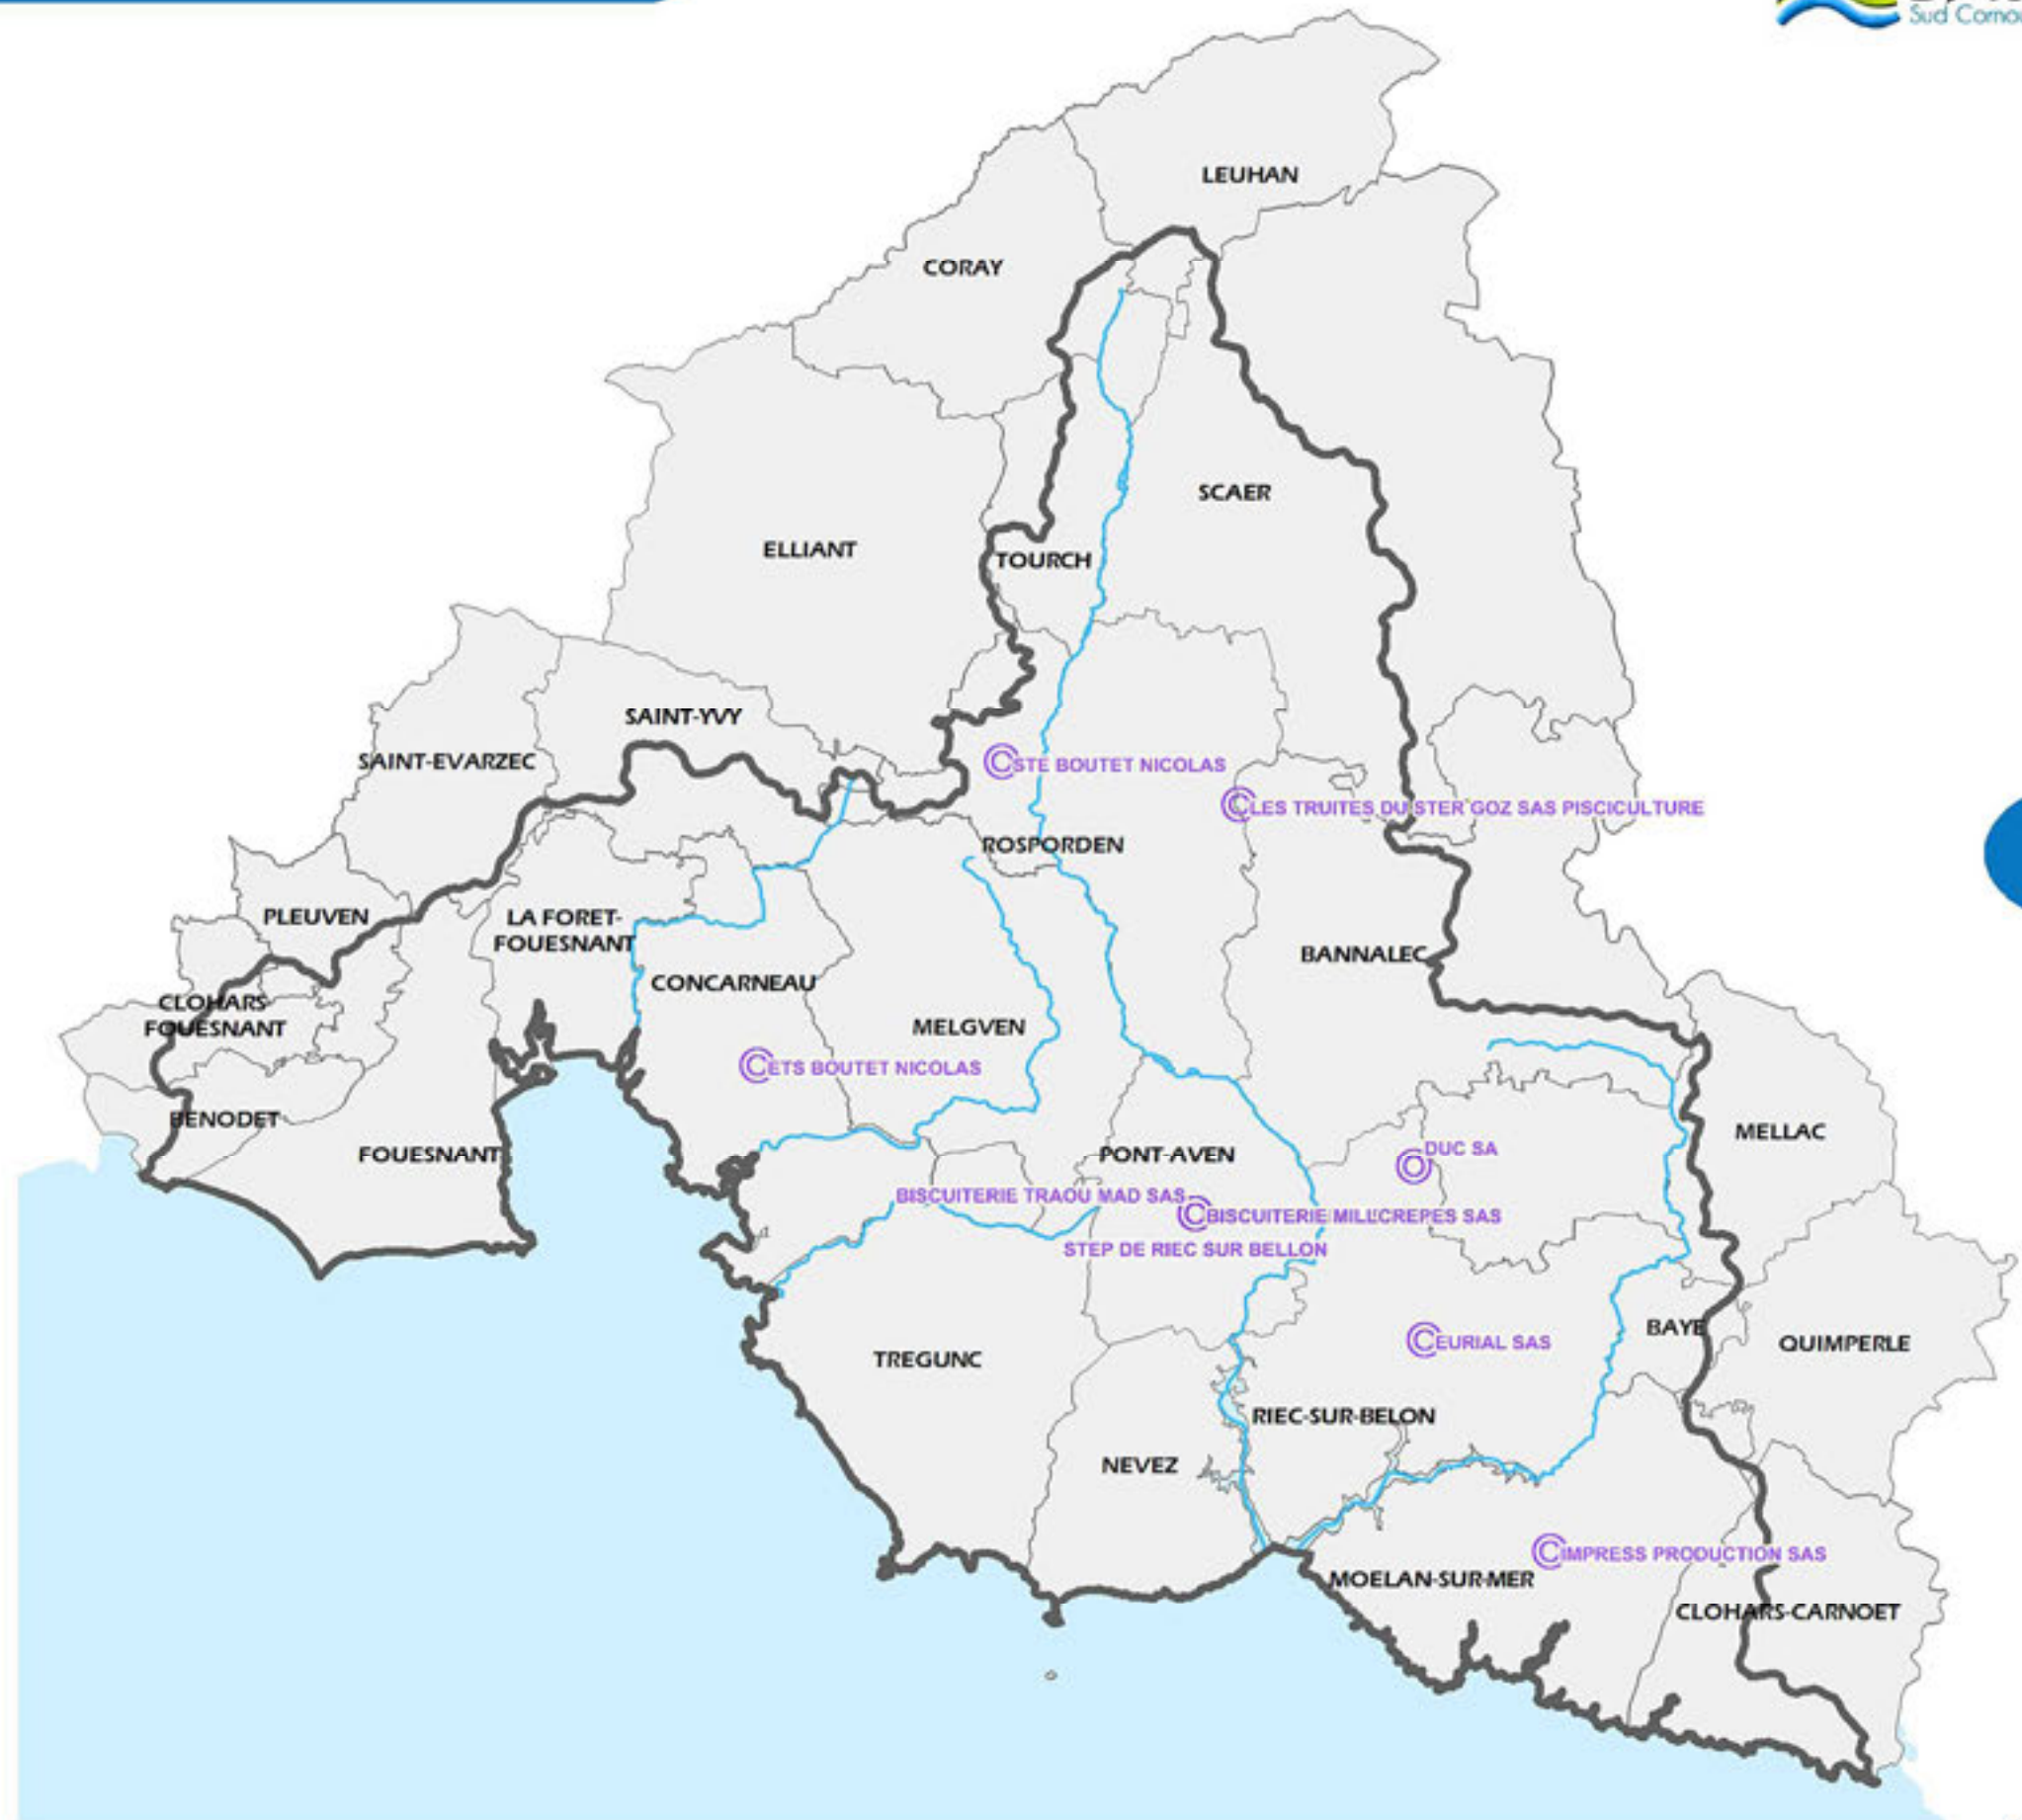 Sud Corno
LEUHAN
CORAY
SCAER
ELLIANT
TOURCH
SAINT-YVY
SAINT-EVARZEC
STE BOUTET NICOLAS
LES TRUITES DU STER GOZ SAS PISCICULTURE
ROSPORDEN
PLEUVEN
LA FORET-
FOUESNANT
BANNALEC
CONCARNEAU
CLOHARS
FOUESNANT
MELGVEN
ETS BOUTET NICOLAS
BENODET
MELLAC
FOUESNANT
PONT-AVEN
DUC SA
BISCUITERIE TRAOU MAD SAS
BISCUITERIE MILL'CREPES SAS
STEP DE RIEC SUR BELLON
BAYE
EURIAL SAS
QUIMPERLE
TREGUNC
RIEC-SUR-BELON
NEVEZ
IMPRESS PRODUCTION SAS
MOELAN-SUR-MER
CLOHARS-CARNOET